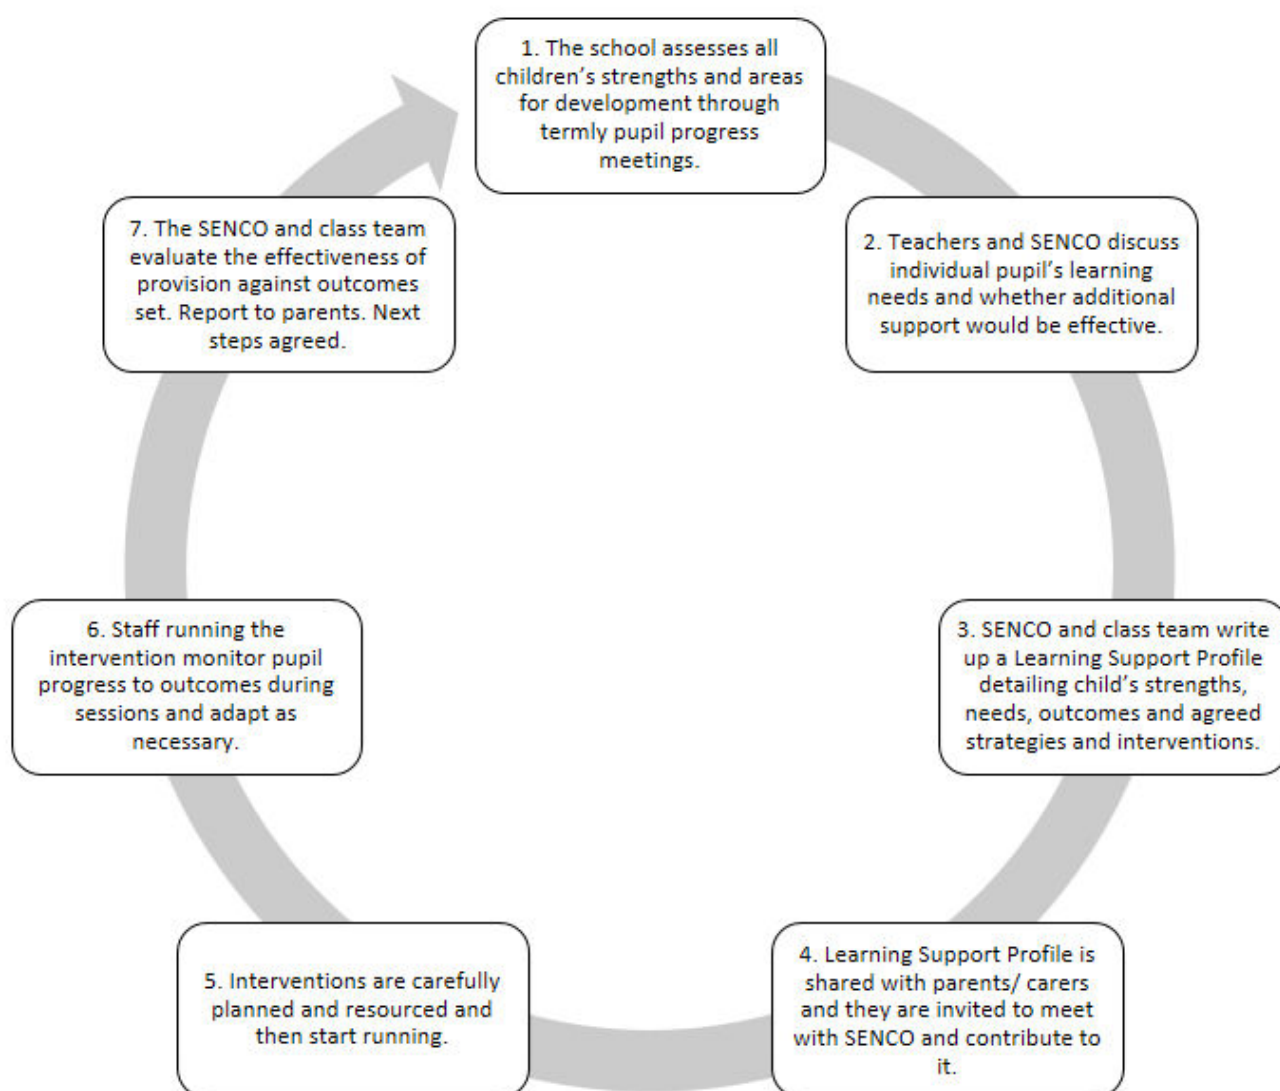 1. The school assesses all
children’s strengths and areas
for development through
termly pupil progress
meetings.
2. Teachers and SENCO discuss
individual pupil’s learning
needs and whether additional
support would be effective.
3. SENCO and class team write
up a Learning Support Profile
detailing child’s strengths,
needs, outcomes and agreed
strategies and interventions.
4. Learning Support Profile is
shared with parents/ carers
and they are invited to meet
with SENCO and contribute to
it.
5. Interventions are carefully
planned and resourced and
then start running.
6. Staff running the
intervention monitor pupil
progress to outcomes during
sessions and adapt as
necessary.
7. The SENCO and class team
evaluate the effectiveness of
provision against outcomes
set. Report to parents. Next
steps agreed.